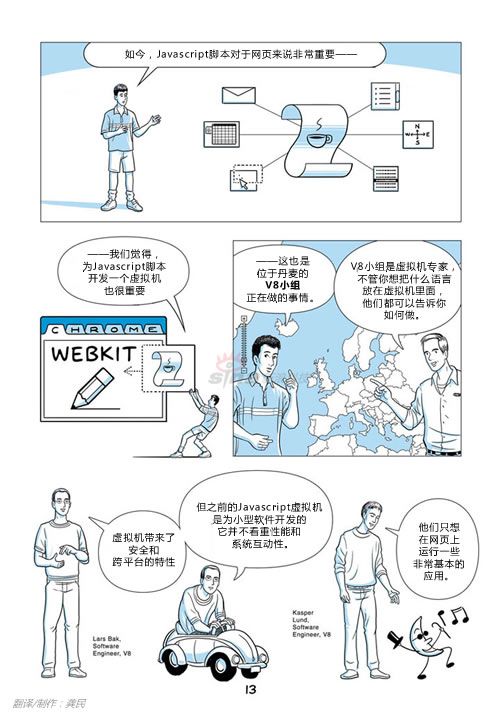 如今，Javascript脚本对于网页来说非常重要——
N
W E
S
——我们觉得，
为Javascript脚本
开发一个虚拟机
也很重要
CHROME
WEBKIT
——这也是
位于丹麦的
V8小组
正在做的事情。
V8小组是虚拟机专家，
不管你想把什么语言
放在虚拟机里面，
他们都可以告诉你
如何做。
虚拟机带来了
安全和
跨平台的特性
但之前的Javascript虚拟机
是为小型软件开发的
它并不看重性能和
系统互动性。
他们只想
在网页上
运行一些
非常基本的
应用。
Lars Bak,
Software
Engineer, V8
Kasper
Lund,
Software
Engineer, V8
13
翻译/制作：龚民